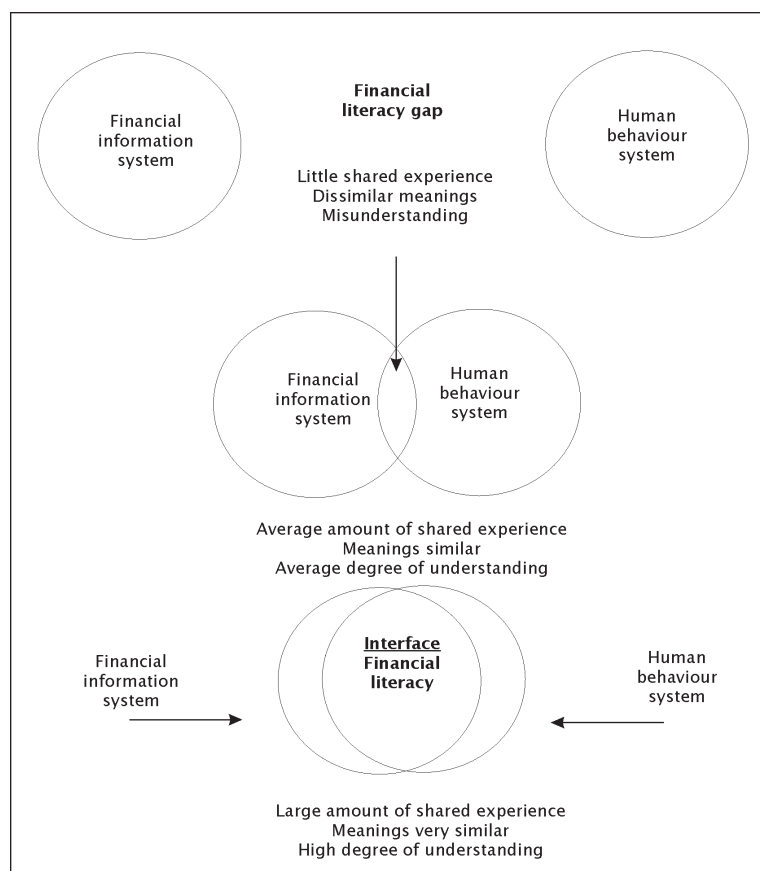 Financial
information
system
Financial
literacy gap
Human
behaviour
system
Little shared experience
Dissimilar meanings
Misunderstanding
Financial
information
system
Human
behaviour
system
Average amount of shared experience
Meanings similar
Average degree of understanding
Financial
information
system
Interface
Financial
literacy
Human
behaviour
system
Large amount of shared experience
Meanings very similar
High degree of understanding